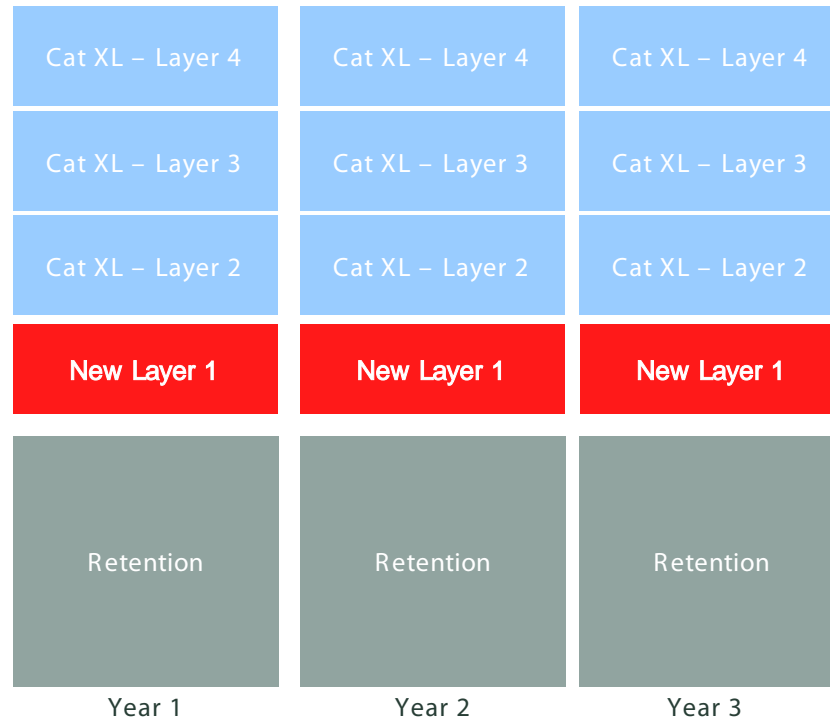 Cat XL – Layer 4 Cat XL – Layer 4 Cat XL – Layer 4
Cat XL – Layer 3 Cat XL – Layer 3 Cat XL – Layer 3
Cat XL – Layer 2 Cat XL – Layer 2 Cat XL – Layer 2
New Layer 1 New Layer 1 New Layer 1
Retention Retention Retention
Year 1 Year 2 Year 3